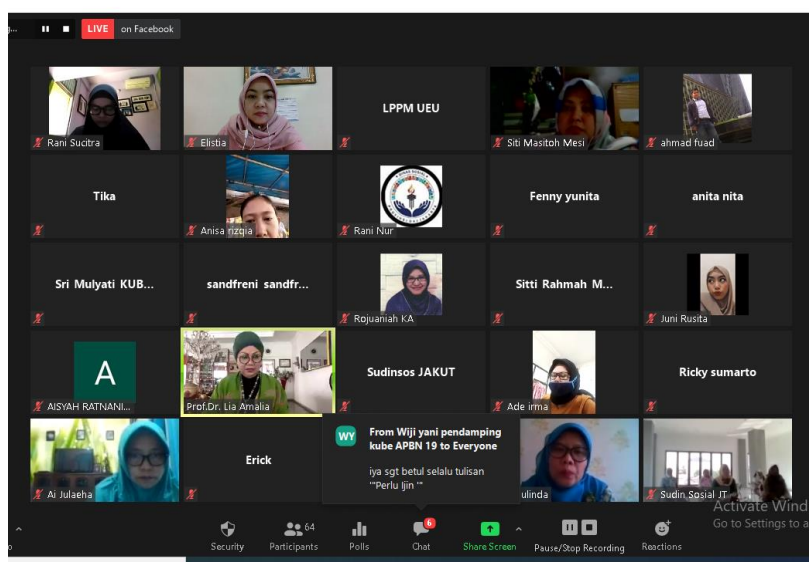 LIVE on Facebook
Rani Sucitra
Elistia
LPPM UEU
Siti Masitoh Mesi
ahmad fuad
Tika
Anisa rizqia
Rani Nur
Fenny yunita
anita nita
Sri Mulyati KUB...
sandfreni sandfr...
Rojuaniah KA
Sitti Rahmah M...
Juni Rusita
A
AISYAH RATNANI...
Prof.Dr. Lia Amalia
Sudinsos JAKUT
Ade irma
Ricky sumarto
Ai Julaeha
Erick
WY
From Wiji yani pendamping
kube APBN 19 to Everyone
iya sgt betul selalu tulisan
'"Perlu Ijin '"
ulinda
Sudin Sosial JT
Activate Wind
Go to Settings to a
Security
64
Participants
Polls
6
Chat
Share Screen
Pause/Stop Recording
Reactions